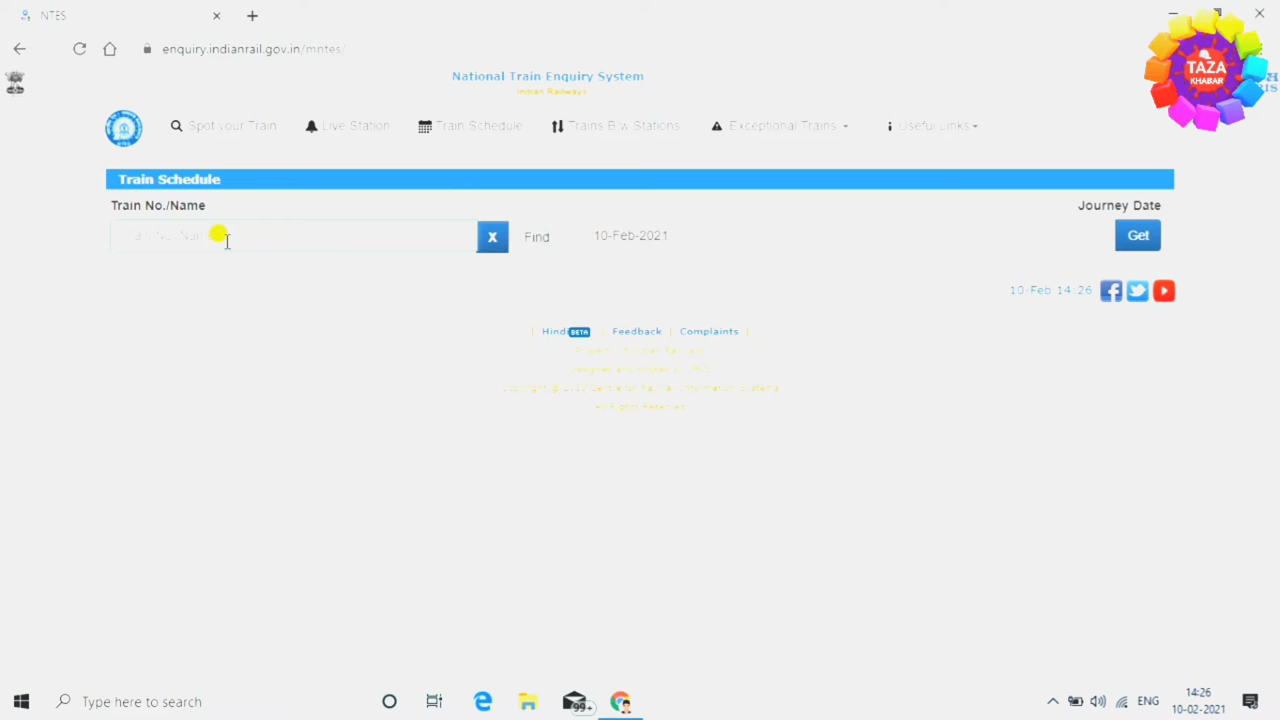 NTES
enquiry.indianrail.gov.in/mntes/
TAZA
KHABAR
National Train Enquiry System
Indian Railways
Spot your Train
Live Station
Train Schedule
Trains B/w Stations
Exceptional Trains
Useful Links
Train Schedule
Train No./Name
Journey Date
X
Find
10-Feb-2021
Get
10-Feb 14:26
| Hindi BETA | Feedback | Complaints |
All Rights Reserved
Type here to search
99+
ENG
14:26
10-02-2021